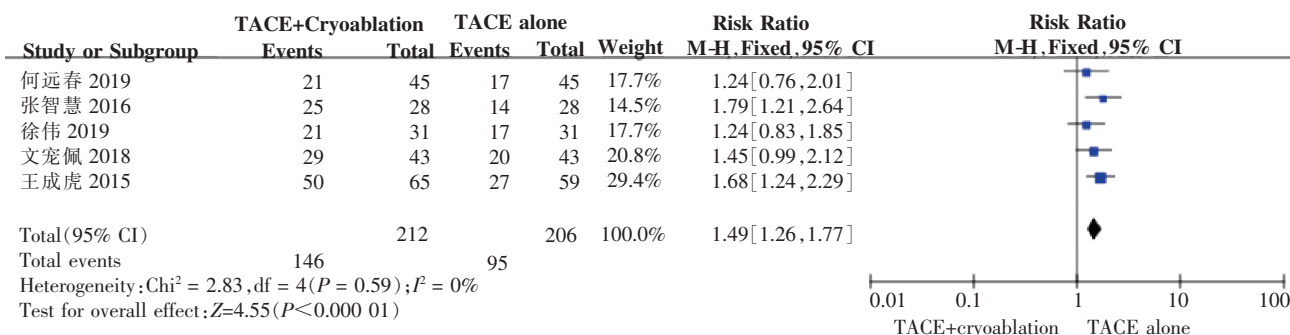 TACE+Cryoablation TACE alone Risk Ratio Risk Ratio
Study or Subgroup Events Total Events Total Weight M-H,Fixed,95% CI M-H,Fixed,95% CI
何远春 2019 21 45 17 45 17.7% 1.24[0.76,2.01]
张智慧 2016 25 28 14 28 14.5% 1.79[1.21,2.64]
徐伟 2019 21 31 17 31 17.7% 1.24[0.83,1.85]
文宠佩 2018 29 43 20 43 20.8% 1.45[0.99,2.12]
王成虎 2015 50 65 27 59 29.4% 1.68[1.24,2.29]
Total(95% CI) 212 206 100.0% 1.49[1.26,1.77]
Total events 146 95
Heterogeneity:Chi² = 2.83,df = 4(P = 0.59);I² = 0%
Test for overall effect:Z=4.55(P<0.000 01)
0.01 0.1 1 10 100
TACE+cryoablation TACE alone